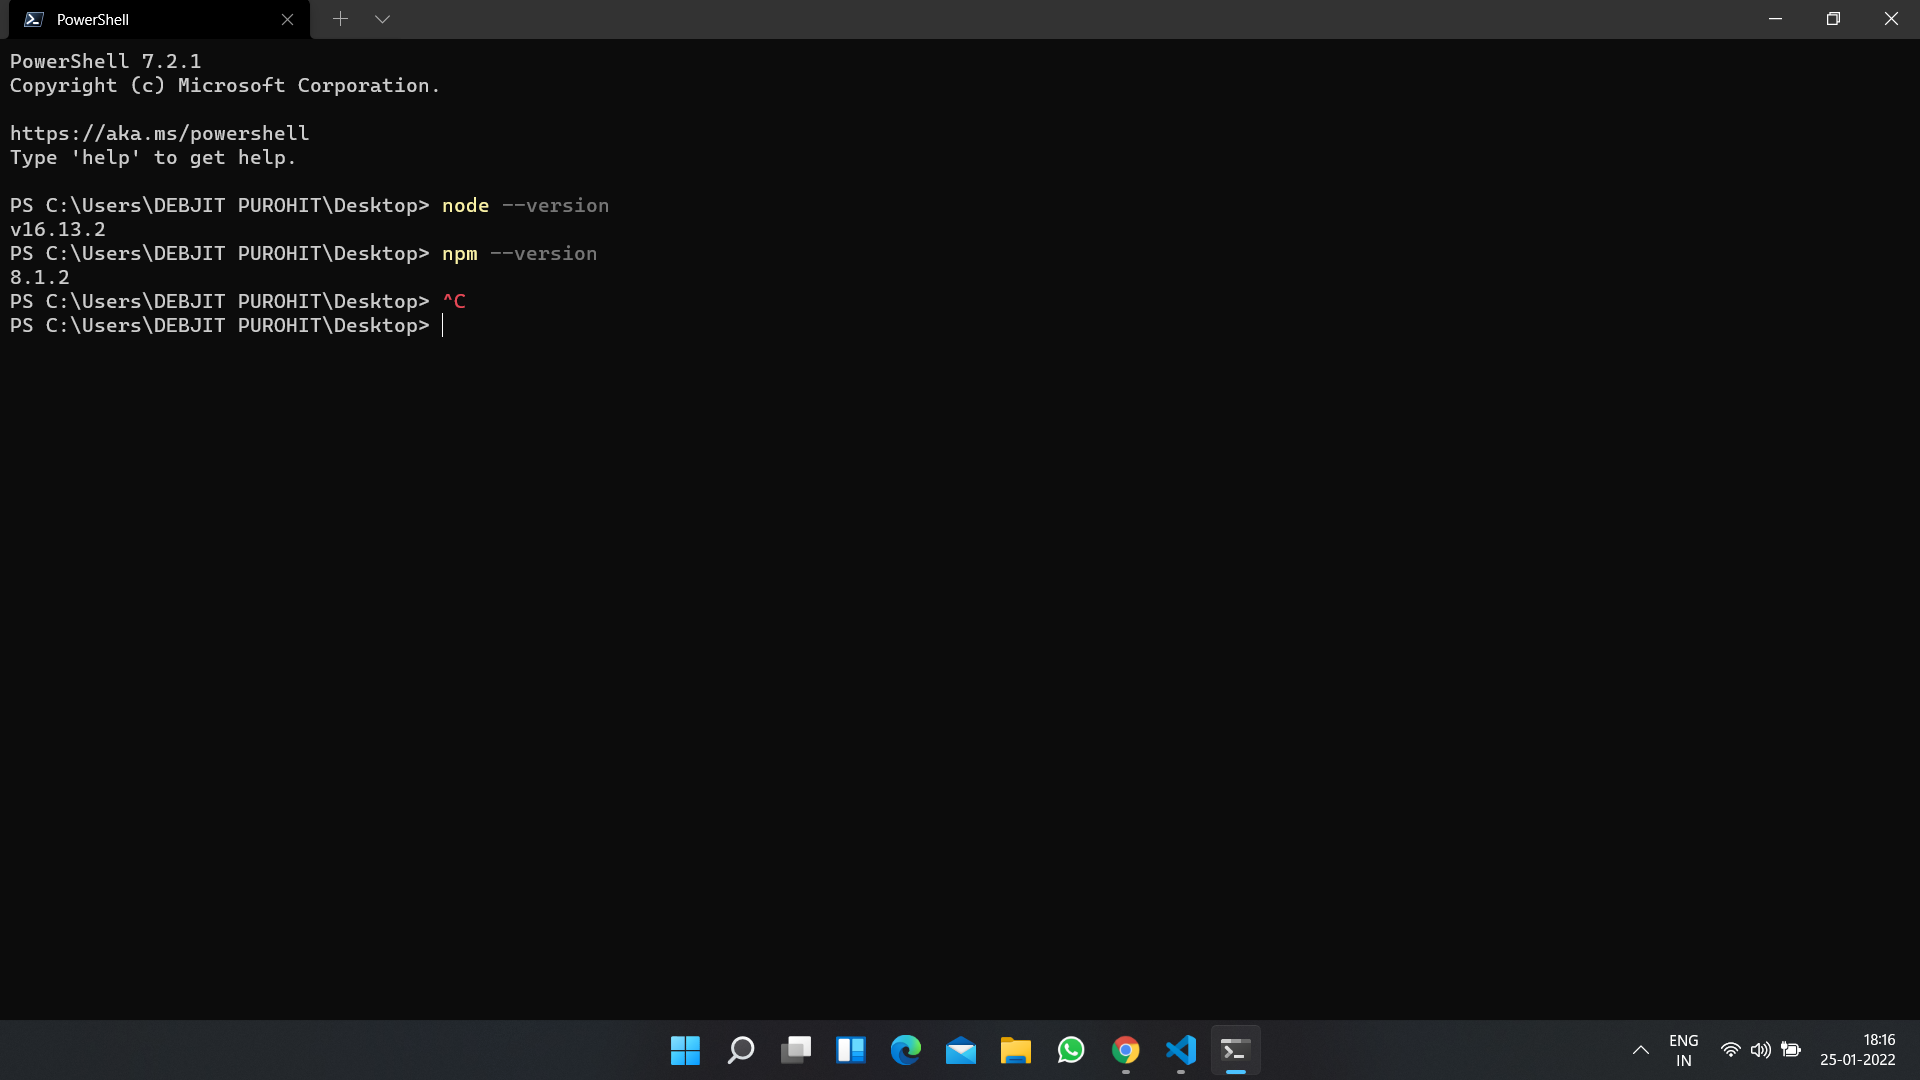 PowerShell
PowerShell 7.2.1
Copyright (c) Microsoft Corporation.
https://aka.ms/powershell
Type 'help' to get help.
PS C:\Users\DEBJIT PUROHIT\Desktop> node --version
v16.13.2
PS C:\Users\DEBJIT PUROHIT\Desktop> npm --version
8.1.2
PS C:\Users\DEBJIT PUROHIT\Desktop> ^C
PS C:\Users\DEBJIT PUROHIT\Desktop>
ENG
IN
18:16
25-01-2022